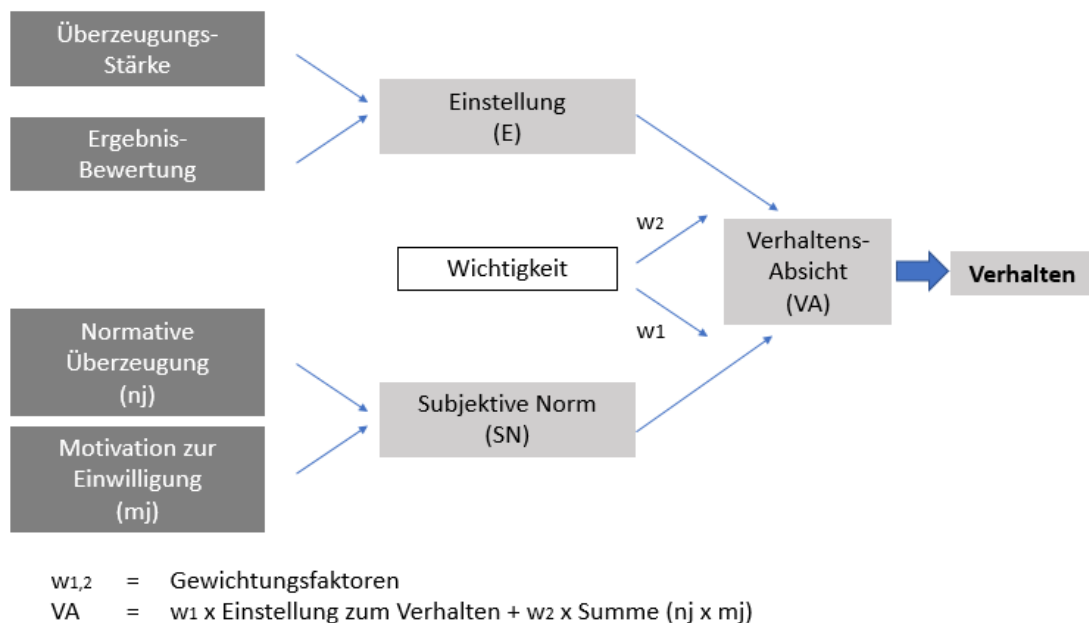 Überzeugungs-
Stärke
Ergebnis-
Bewertung
Einstellung
(E)
w2
Wichtigkeit
w1
Verhaltens-
Absicht
(VA)
Verhalten
Normative
Überzeugung
(nj)
Motivation zur
Einwilligung
(mj)
Subjektive Norm
(SN)
w1,2 = Gewichtungsfaktoren
VA = w1 x Einstellung zum Verhalten + w2 x Summe (nj x mj)